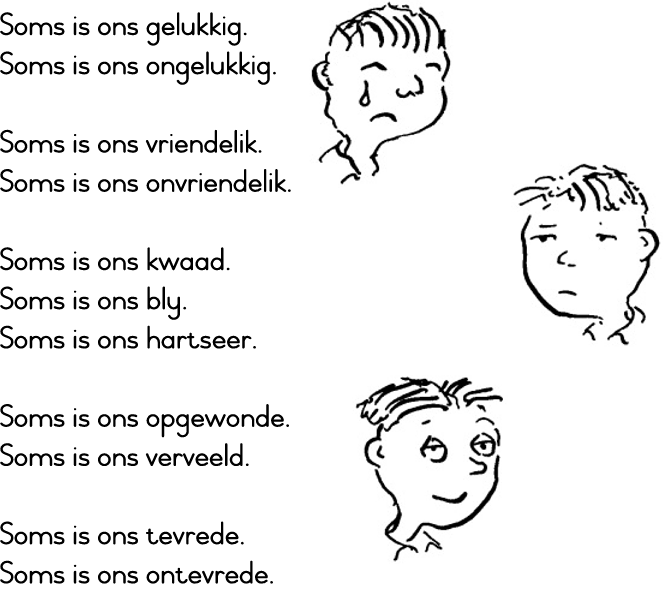 Soms is ons gelukkig.
Soms is ons ongelukkig.
Soms is ons vriendelik.
Soms is ons onvriendelik.
Soms is ons kwaad.
Soms is ons bly.
Soms is ons hartseer.
Soms is ons opgewonde.
Soms is ons verveeld.
Soms is ons tevrede.
Soms is ons ontevrede.